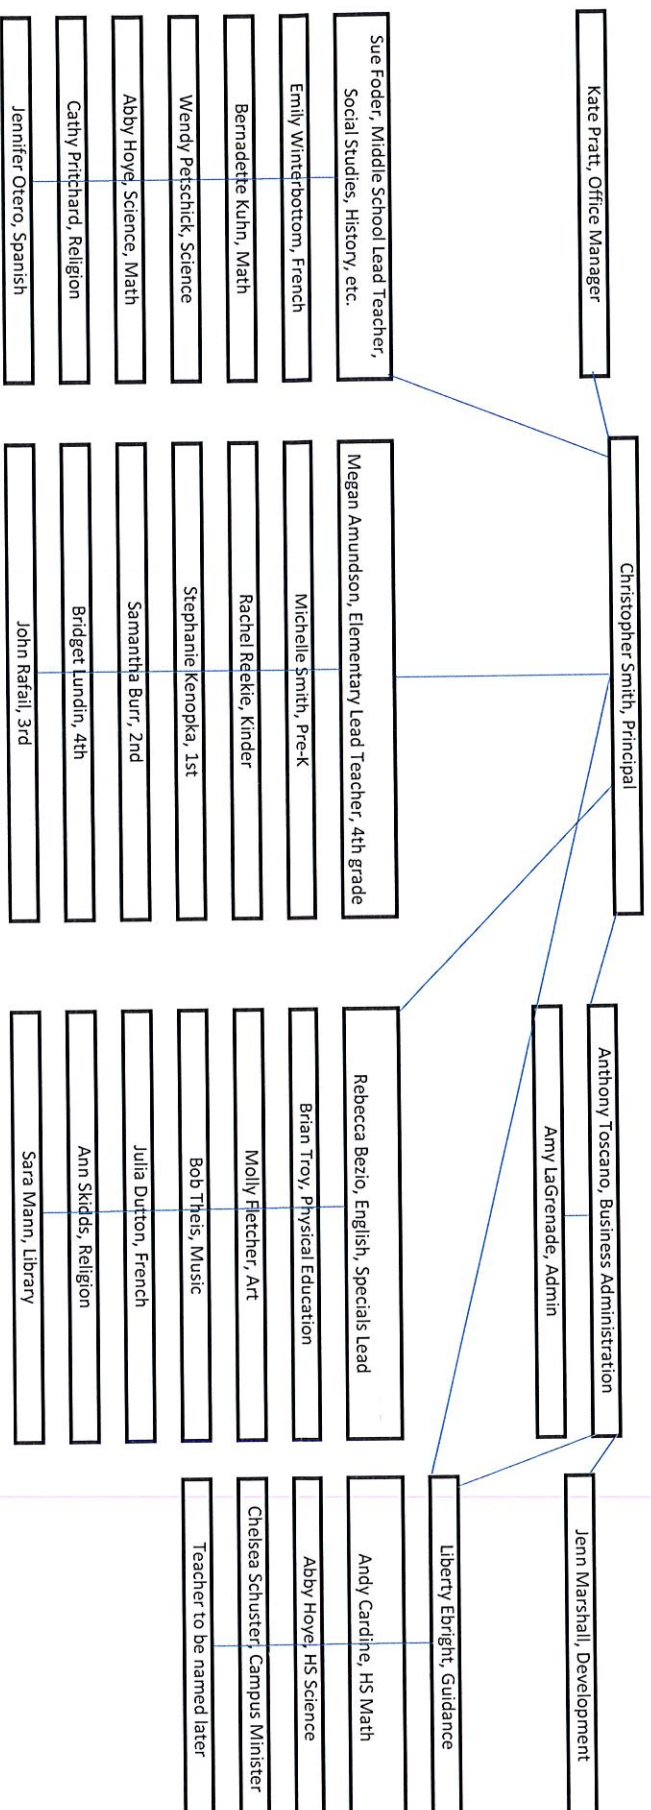 Christopher Smith, Principal
Kate Pratt, Office Manager
Anthony Toscano, Business Administration
Jenn Marshall, Development
Amy LaGrenade, Admin
Sue Foder, Middle School Lead Teacher,
Social Studies, History, etc.
Emily Winterbottom, French
Bernadette Kuhn, Math
Wendy Petschick, Science
Abby Hoye, Science, Math
Cathy Pritchard, Religion
Jennifer Otero, Spanish
Megan Amundson, Elementary Lead Teacher, 4th grade
Michelle Smith, Pre-K
Rachel Reekie, Kinder
Stephanie Kenopka, 1st
Samantha Burr, 2nd
Bridget Lundin, 4th
John Rafail, 3rd
Rebecca Bezio, English, Specials Lead
Brian Troy, Physical Education
Molly Fletcher, Art
Bob Theis, Music
Julia Dutton, French
Ann Skidds, Religion
Sara Mann, Library
Liberty Ebright, Guidance
Andy Cardine, HS Math
Abby Hoye, HS Science
Chelsea Schuster, Campus Minister
Teacher to be named later